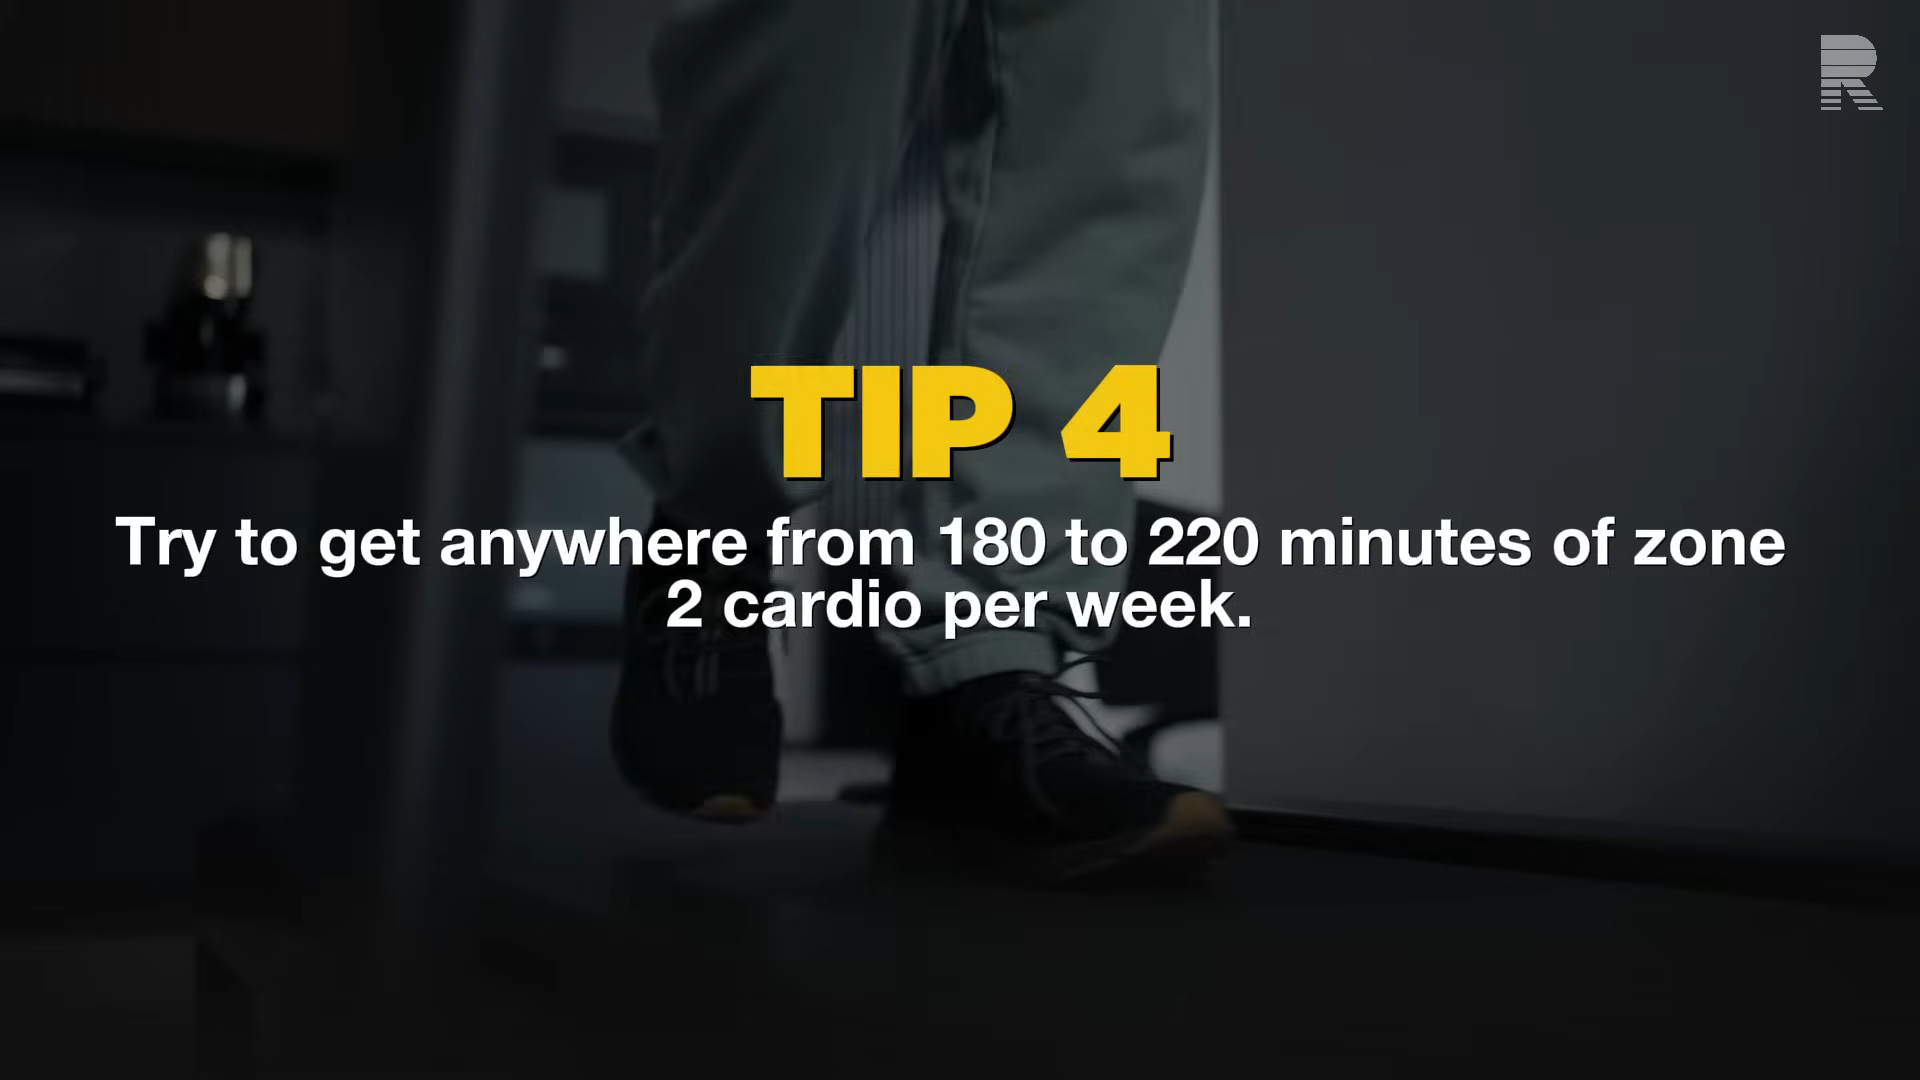 TIP 4
Try to get anywhere from 180 to 220 minutes of zone
2 cardio per week.
R